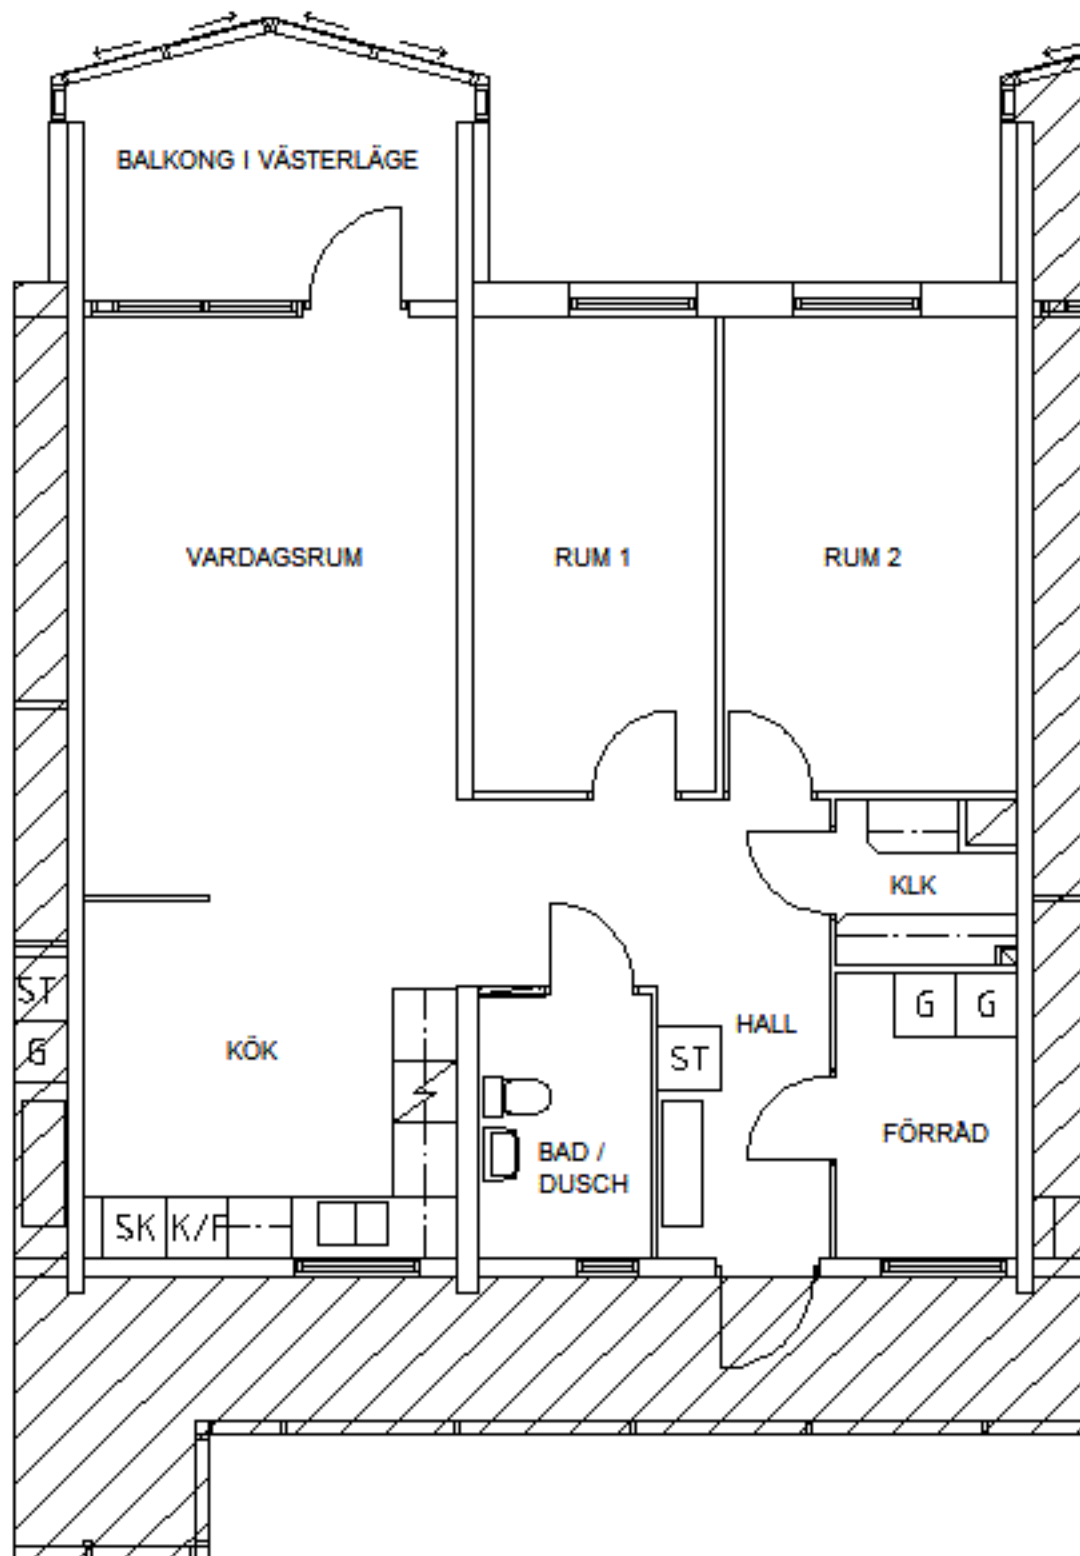 BALKONG I VÄSTERLÄGE
VARDAGSRUM
RUM 1
RUM 2
KLK
ST
G
G
G
HALL
KÖK
ST
FÖRRÅD
BAD /
DUSCH
SK
K/F